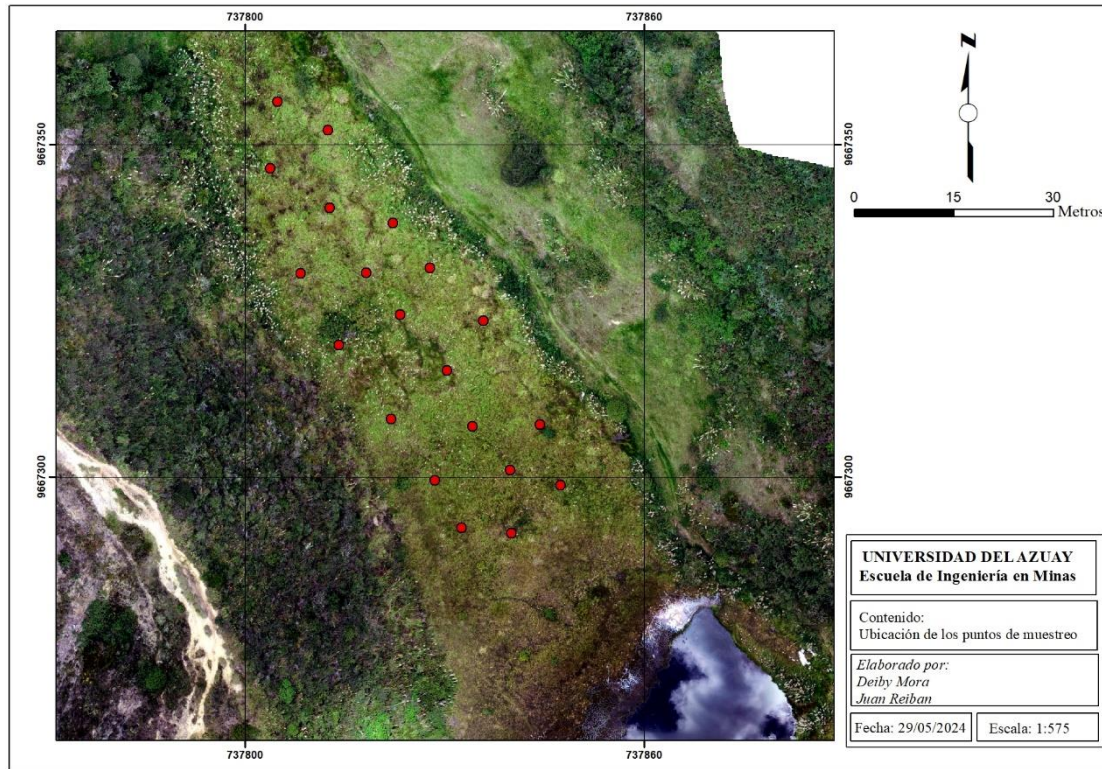 737800
737860
N
9667350
9667350
0
15
30
Metros
9667300
9667300
UNIVERSIDAD DEL AZUAY
Escuela de Ingeniería en Minas
Contenido:
Ubicación de los puntos de muestreo
Elaborado por:
Deiby Mora
Juan Reiban
Fecha: 29/05/2024
Escala: 1:575
737800
737860